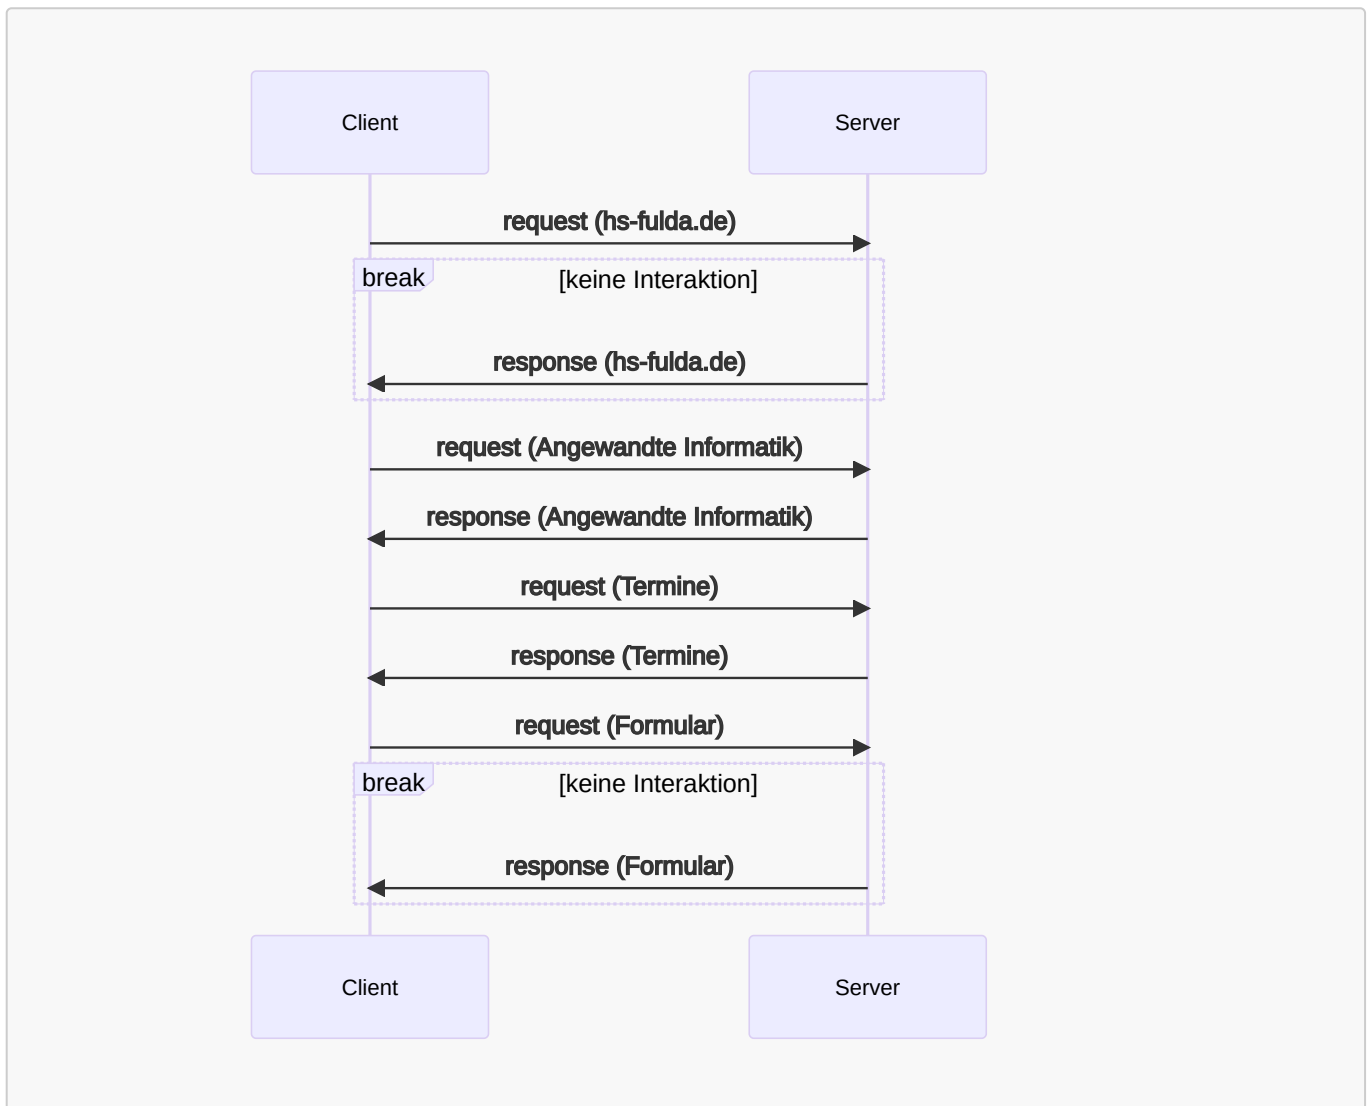 Client
Server
request (hs-fulda.de)
break
[keine Interaktion]
response (hs-fulda.de)
request (Angewandte Informatik)
response (Angewandte Informatik)
request (Termine)
response (Termine)
request (Formular)
break
[keine Interaktion]
response (Formular)
Client
Server